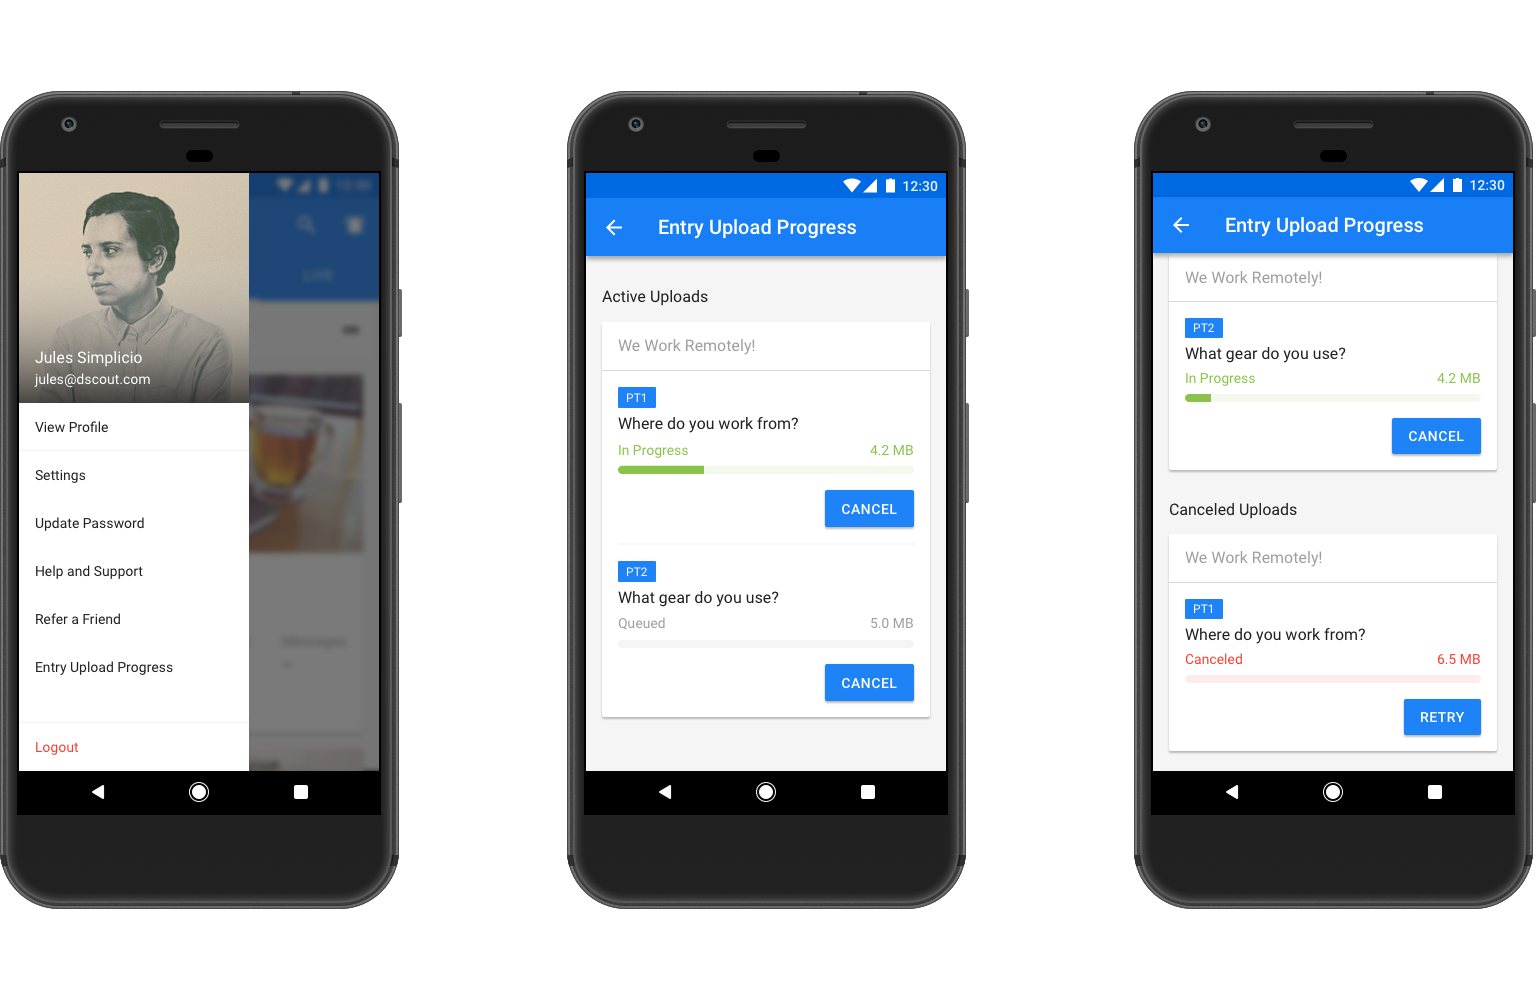 Jules Simplicio
jules@dscout.com
View Profile
Settings
Update Password
Help and Support
Refer a Friend
Entry Upload Progress
Logout
12:30
LIVE
Messages
12:30
Entry Upload Progress
Active Uploads
We Work Remotely!
PT1
Where do you work from?
In Progress 4.2 MB
CANCEL
PT2
What gear do you use?
Queued 5.0 MB
CANCEL
12:30
Entry Upload Progress
We Work Remotely!
PT2
What gear do you use?
In Progress 4.2 MB
CANCEL
Canceled Uploads
We Work Remotely!
PT1
Where do you work from?
Canceled 6.5 MB
RETRY